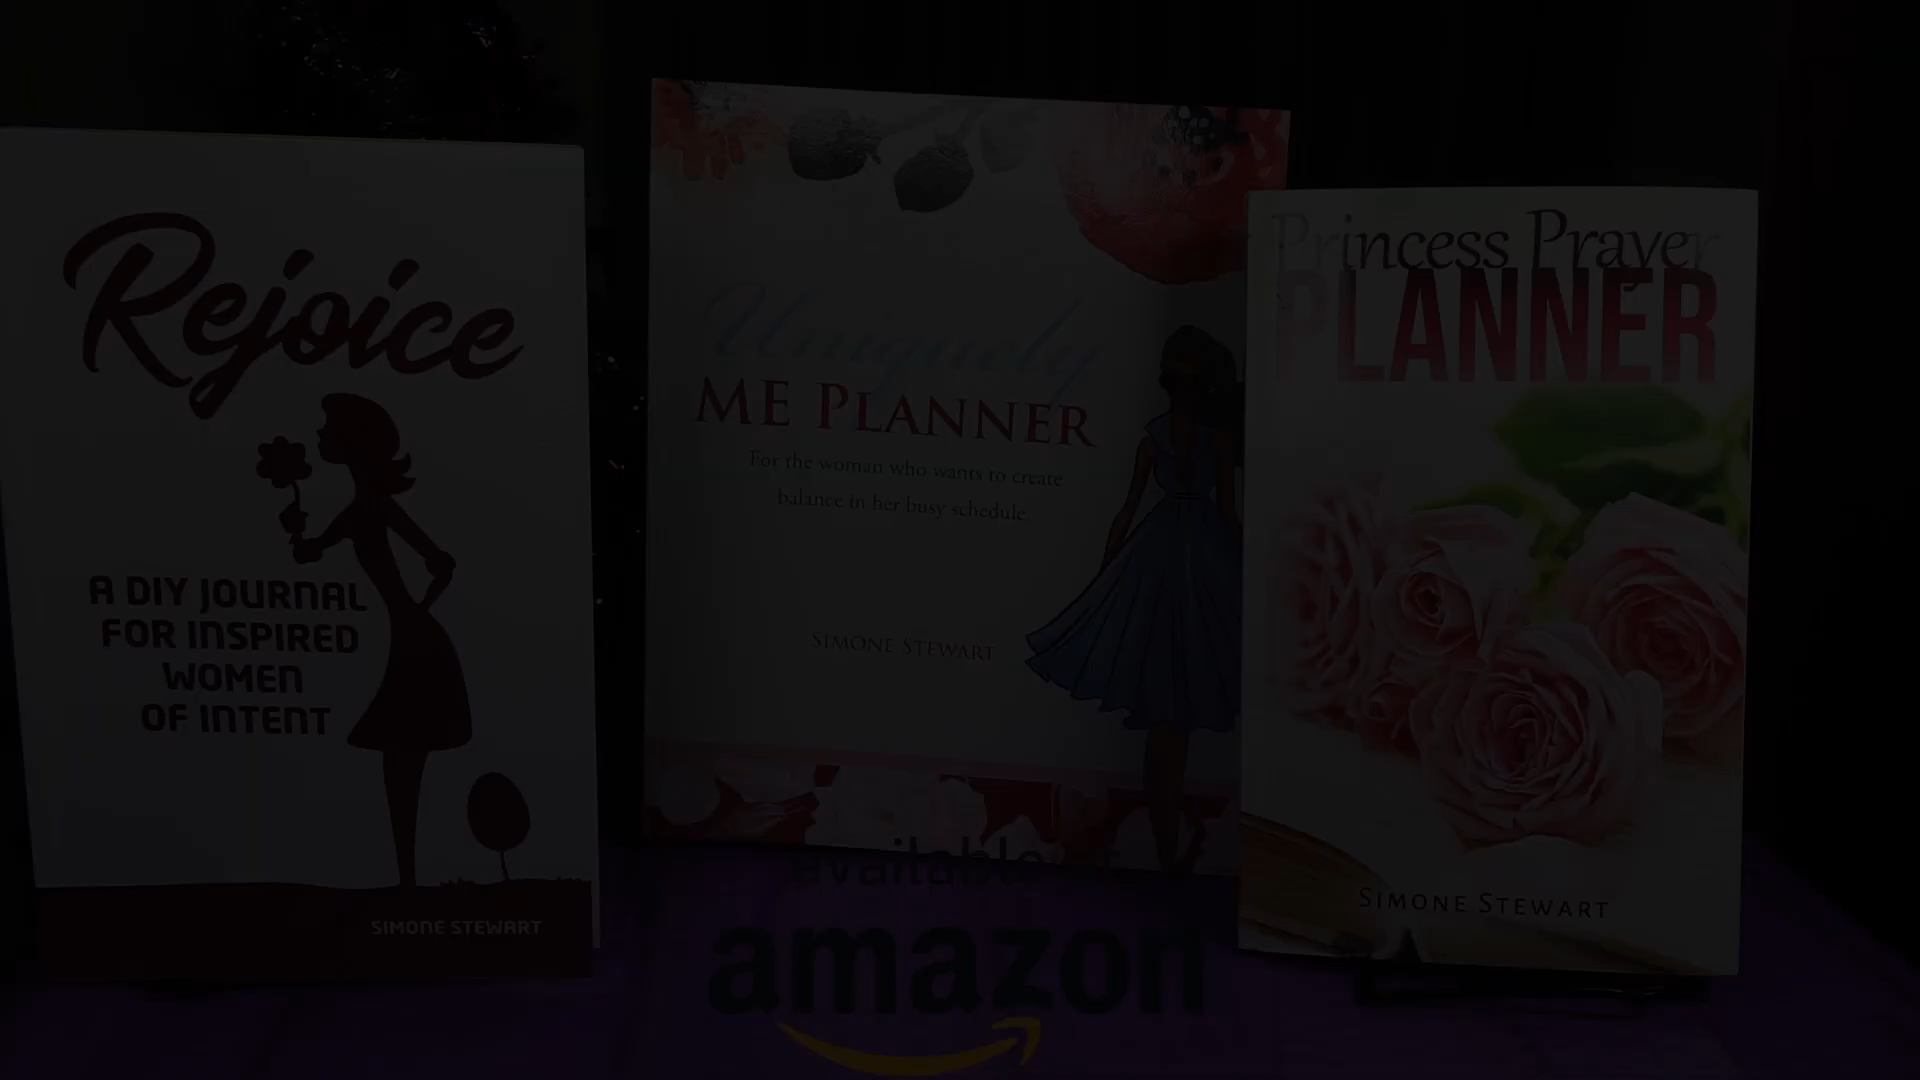 Rejoice
A DIY JOURNAL
FOR INSPIRED
WOMEN
OF INTENT
SIMONE STEWART
Uniquely
ME PLANNER
For the woman who wants to create
balance in her busy schedule.
SIMONE STEWART
Princess Prayer
PLANNER
SIMONE STEWART
available at
amazon